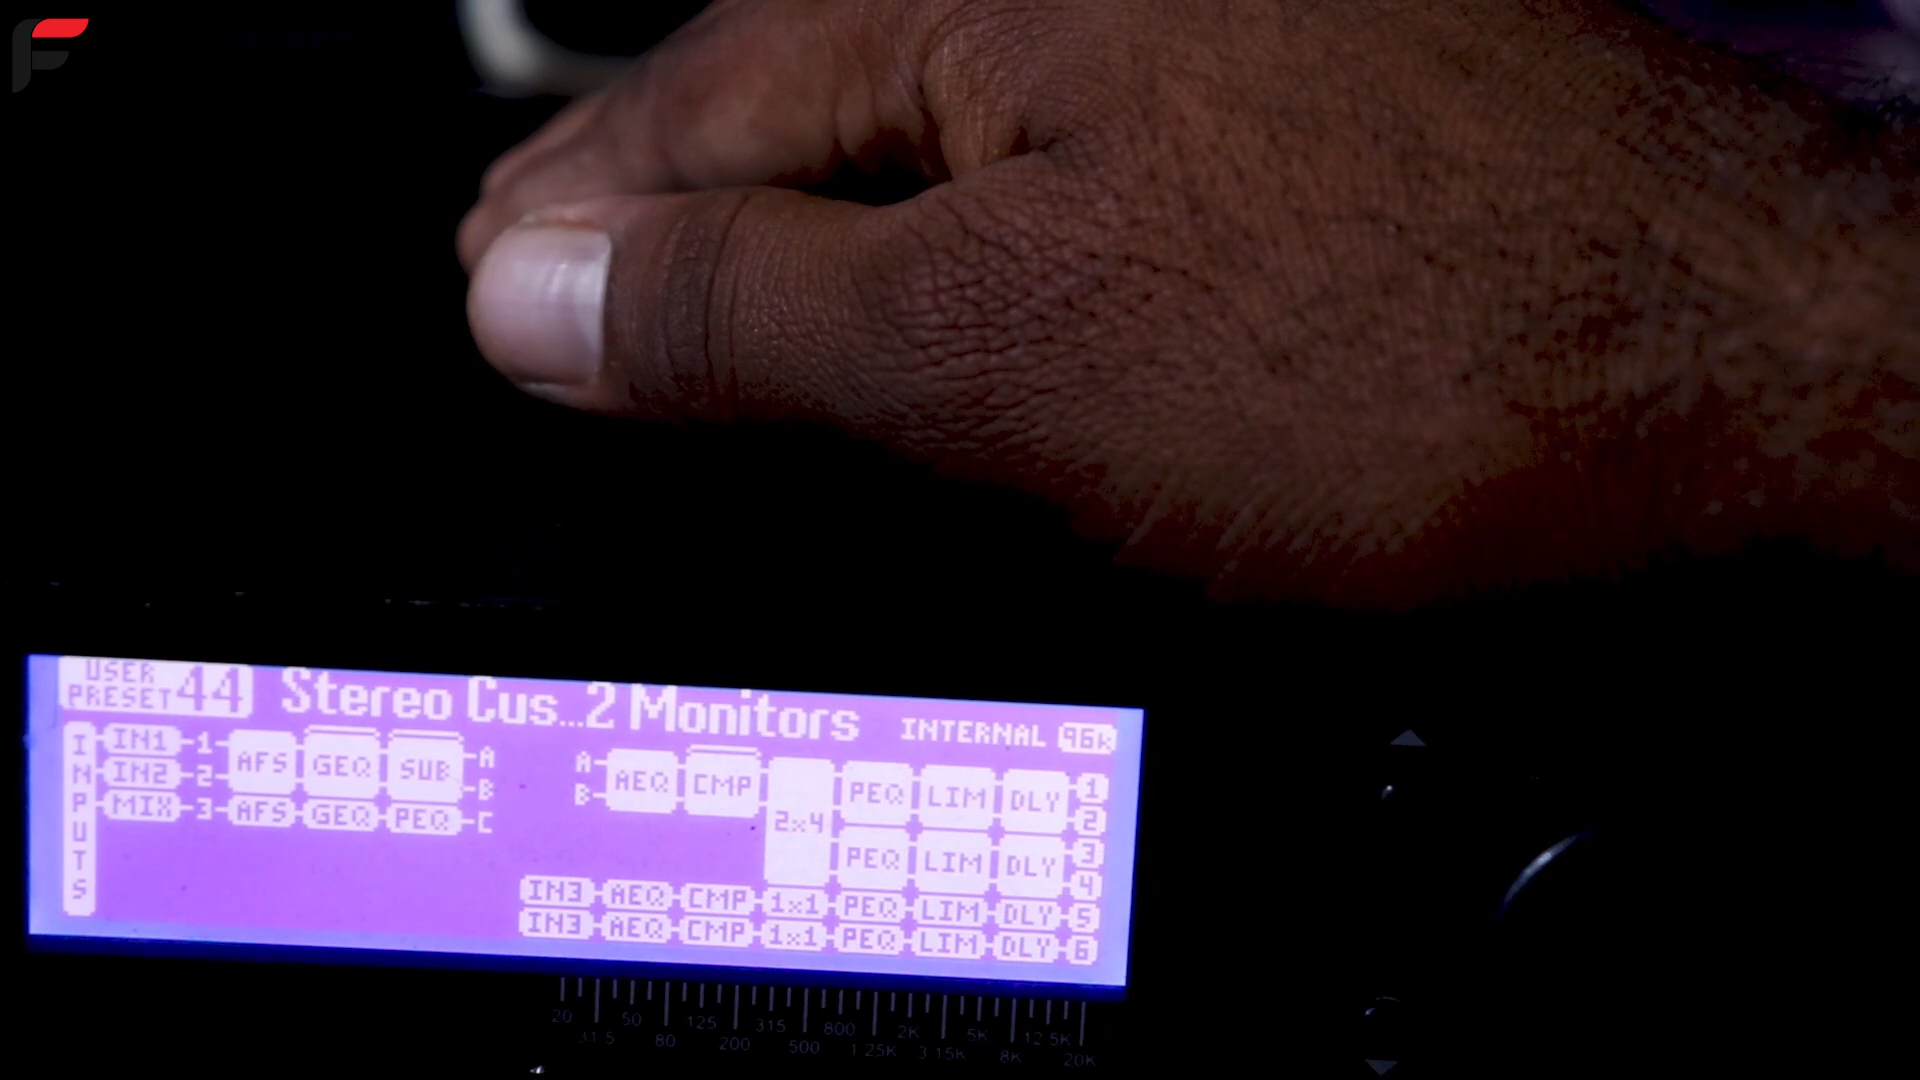 USER PRESET 44 Stereo Cus...2 Monitors INTERNAL 96k
INPUTS
IN1 1 AFS GEQ SUB A
IN2 2 B
MIX 3 AFS GEQ PEQ C
A AEQ CMP 2x4 PEQ LIM DLY 1
B 2
PEQ LIM DLY 3
4
IN3 AEQ CMP 1x1 PEQ LIM DLY 5
IN3 AEQ CMP 1x1 PEQ LIM DLY 6
20 50 125 315 800 2K 5K 12.5K
31.5 80 200 500 1.25K 3.15K 8K 20K